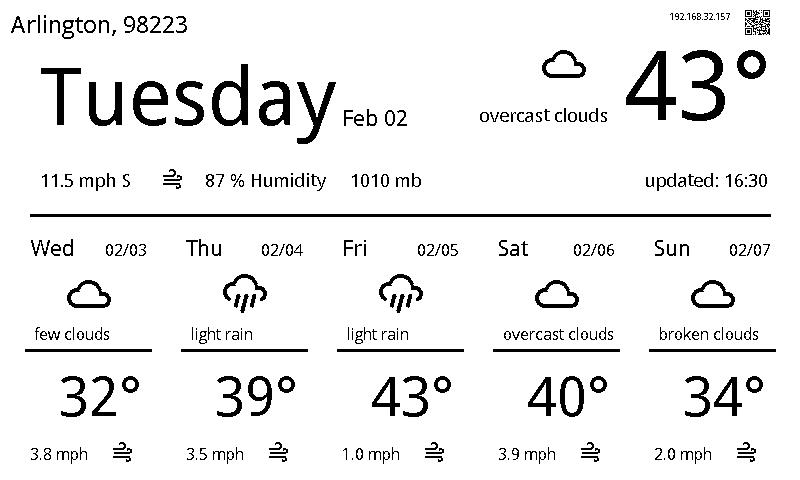 Arlington, 98223
192.168.32.157
Tuesday Feb 02
overcast clouds 43°
11.5 mph S 87 % Humidity 1010 mb updated: 16:30
Wed 02/03 Thu 02/04 Fri 02/05 Sat 02/06 Sun 02/07
few clouds light rain light rain overcast clouds broken clouds
32° 39° 43° 40° 34°
3.8 mph 3.5 mph 1.0 mph 3.9 mph 2.0 mph